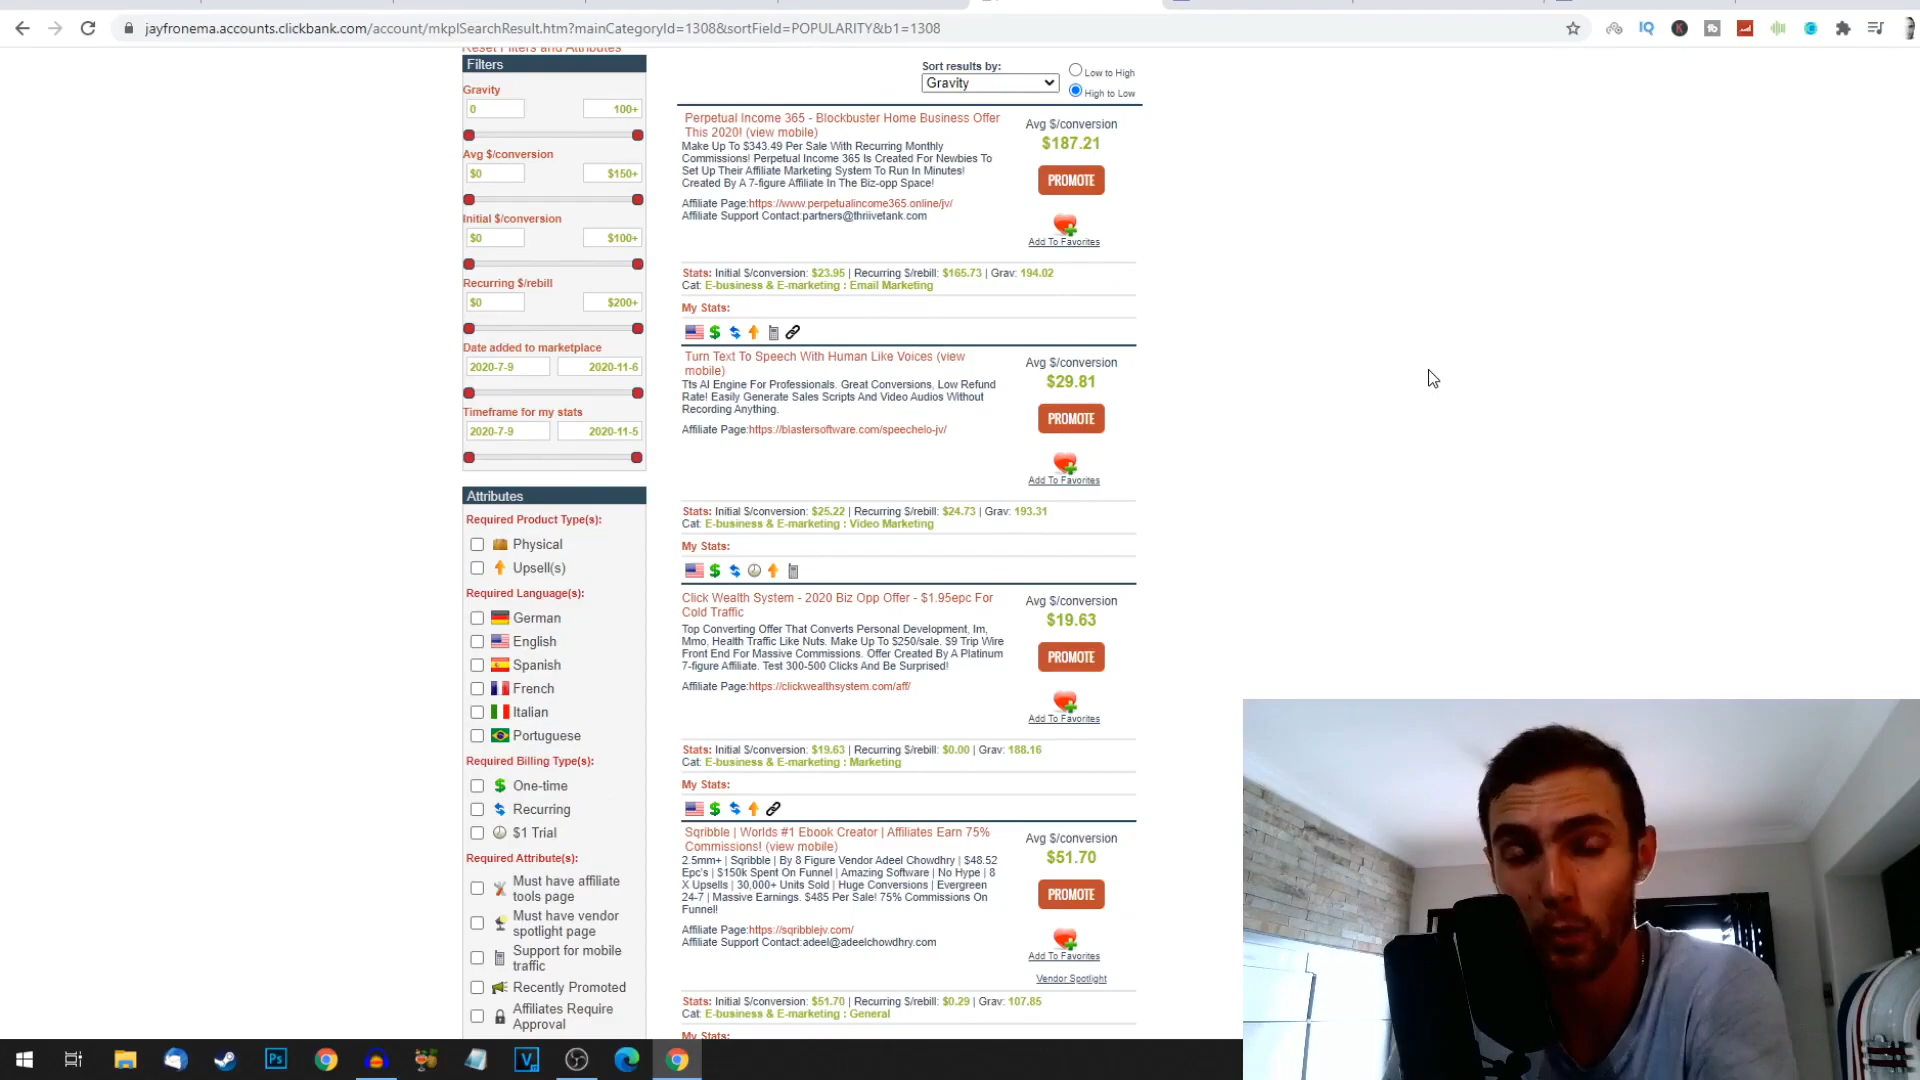 jayfronema.accounts.clickbank.com/account/mkplSearchResult.htm?mainCategoryId=1308&sortField=POPULARITY&b1=1308
Reset Filters and Attributes
Filters
Gravity
0 100+
Avg $/conversion
$0 $150+
Initial $/conversion
$0 $100+
Recurring $/rebill
$0 $200+
Date added to marketplace
2020-7-9 2020-11-6
Timeframe for my stats
2020-7-9 2020-11-5
Attributes
Required Product Type(s):
Physical
Upsell(s)
Required Language(s):
German
English
Spanish
French
Italian
Portuguese
Required Billing Type(s):
One-time
Recurring
$1 Trial
Required Attribute(s):
Must have affiliate
tools page
Must have vendor
spotlight page
Support for mobile
traffic
Recently Promoted
Affiliates Require
Approval
Sort results by:
Gravity
Low to High
High to Low
Perpetual Income 365 - Blockbuster Home Business Offer
This 2020! (view mobile)
Make Up To $343.49 Per Sale With Recurring Monthly
Commissions! Perpetual Income 365 Is Created For Newbies To
Set Up Their Affiliate Marketing System To Run In Minutes!
Created By A 7-figure Affiliate In The Biz-opp Space!
Affiliate Page:https://www.perpetualincome365.online/jv/
Affiliate Support Contact:partners@thriivetank.com
Avg $/conversion
$187.21
PROMOTE
Add To Favorites
Stats: Initial $/conversion: $23.95 | Recurring $/rebill: $165.73 | Grav: 194.02
Cat: E-business & E-marketing : Email Marketing
My Stats:
Turn Text To Speech With Human Like Voices (view
mobile)
Tts AI Engine For Professionals. Great Conversions, Low Refund
Rate! Easily Generate Sales Scripts And Video Audios Without
Recording Anything.
Affiliate Page:https://blastersoftware.com/speechelo-jv/
Avg $/conversion
$29.81
PROMOTE
Add To Favorites
Stats: Initial $/conversion: $25.22 | Recurring $/rebill: $24.73 | Grav: 193.31
Cat: E-business & E-marketing : Video Marketing
My Stats:
Click Wealth System - 2020 Biz Opp Offer - $1.95epc For
Cold Traffic
Top Converting Offer That Converts Personal Development, Im,
Mmo, Health Traffic Like Nuts. Make Up To $250/sale. $9 Trip Wire
Front End For Massive Commissions. Offer Created By A Platinum
7-figure Affiliate. Test 300-500 Clicks And Be Surprised!
Affiliate Page:https://clickwealthsystem.com/aff/
Avg $/conversion
$19.63
PROMOTE
Add To Favorites
Stats: Initial $/conversion: $19.63 | Recurring $/rebill: $0.00 | Grav: 188.16
Cat: E-business & E-marketing : Marketing
My Stats:
Sqribble | Worlds #1 Ebook Creator | Affiliates Earn 75%
Commissions! (view mobile)
2.5mm+ | Sqribble | By 8 Figure Vendor Adeel Chowdhry | $48.52
Epc's | $150k Spent On Funnel | Amazing Software | No Hype | 8
X Upsells | 30,000+ Units Sold | Huge Conversions | Evergreen
24-7 | Massive Earnings. $485 Per Sale! 75% Commissions On
Funnel!
Affiliate Page:https://sqribblejv.com/
Affiliate Support Contact:adeel@adeelchowdhry.com
Avg $/conversion
$51.70
PROMOTE
Add To Favorites
Vendor Spotlight
Stats: Initial $/conversion: $51.70 | Recurring $/rebill: $0.29 | Grav: 107.85
Cat: E-business & E-marketing : General
My Stats: